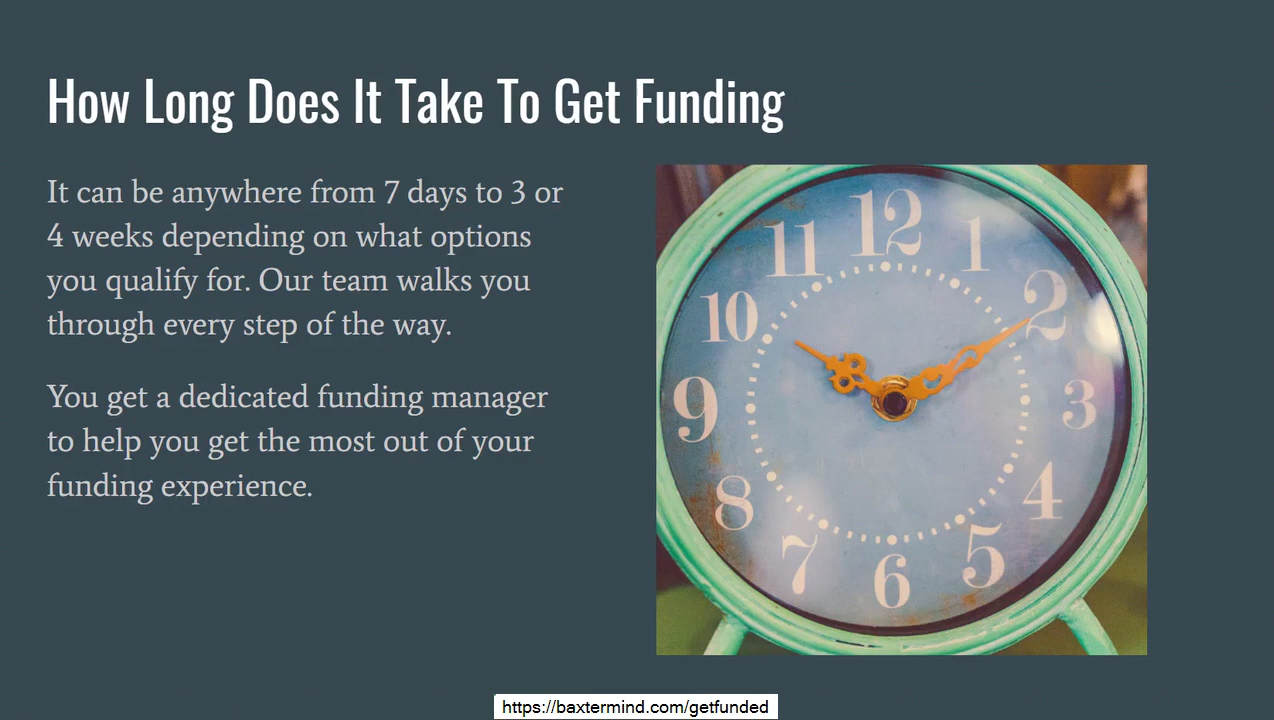 How Long Does It Take To Get Funding
It can be anywhere from 7 days to 3 or
4 weeks depending on what options
you qualify for. Our team walks you
through every step of the way.
You get a dedicated funding manager
to help you get the most out of your
funding experience.
12
11
1
10
2
9
3
8
4
7
5
6
https://baxtermind.com/getfunded